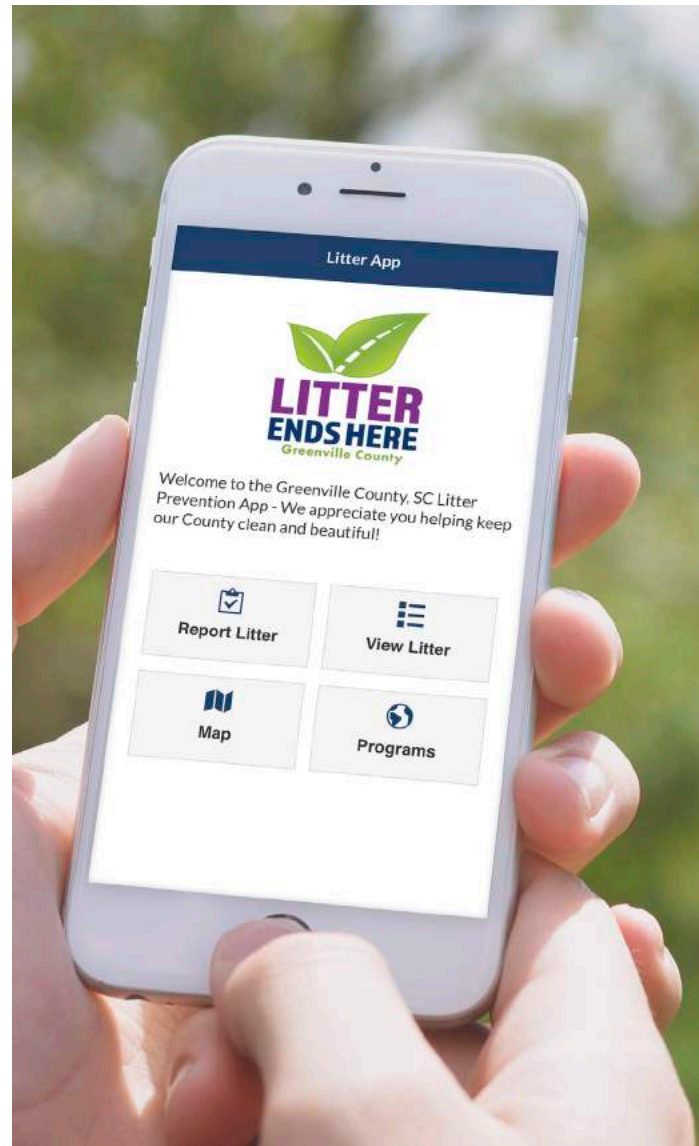 Litter App
LITTER
ENDS HERE
Greenville County
Welcome to the Greenville County, SC Litter
Prevention App - We appreciate you helping keep
our County clean and beautiful!
Report Litter
View Litter
Map
Programs